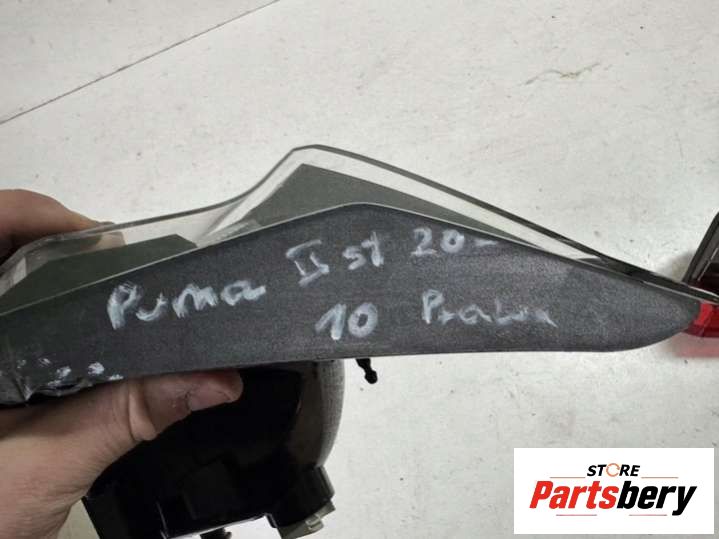 Puma II st 20-
10 Prawa
STORE
Partsbery